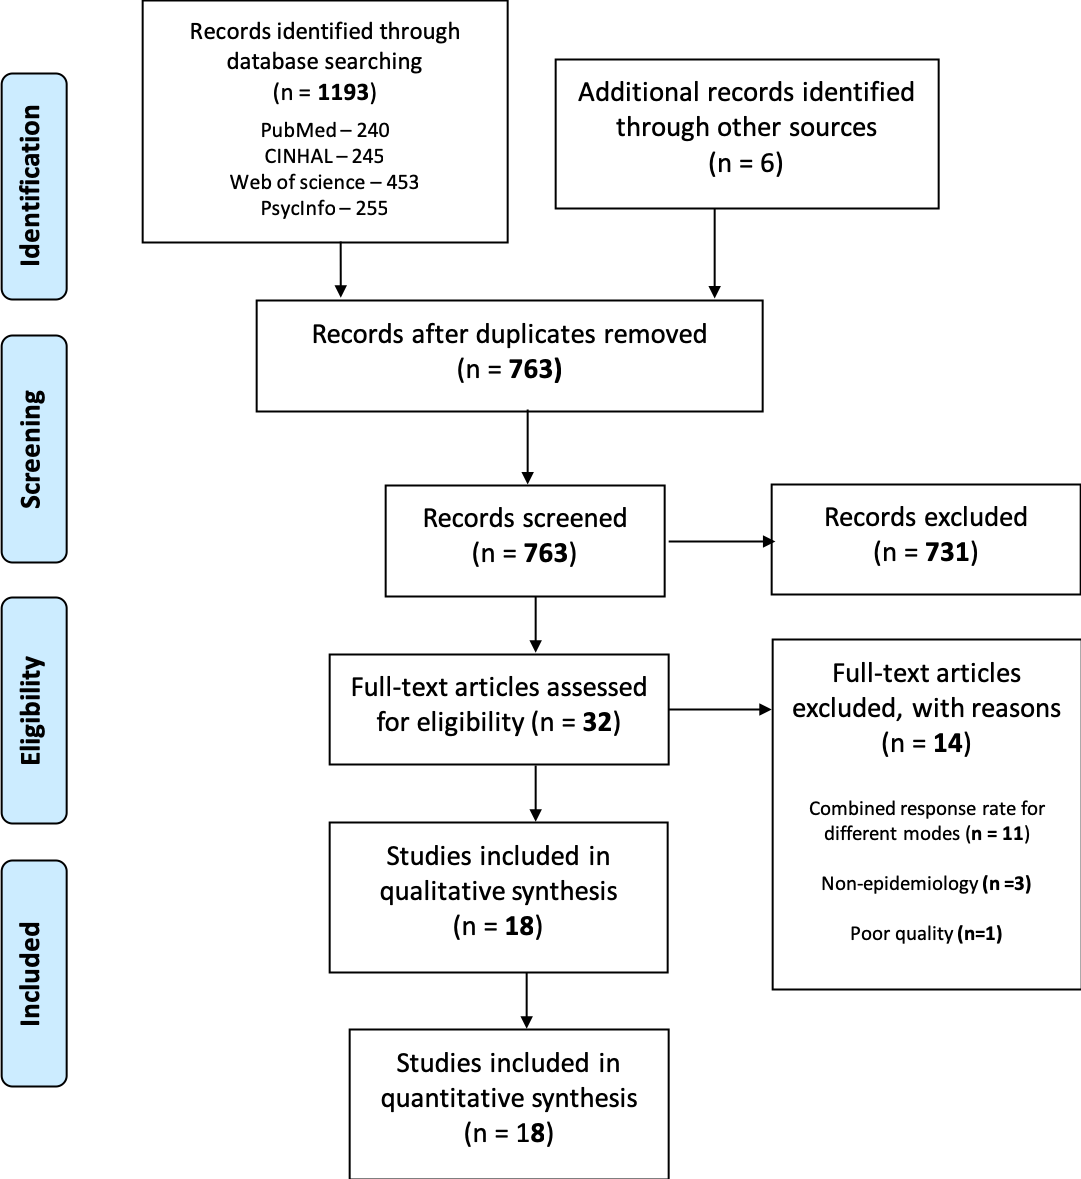 Records identified through
database searching
(n = 1193)
PubMed – 240
CINHAL – 245
Web of science – 453
PsycInfo – 255
Additional records identified
through other sources
(n = 6)
Identification
Records after duplicates removed
(n = 763)
Screening
Records screened
(n = 763)
Records excluded
(n = 731)
Eligibility
Full-text articles assessed
for eligibility (n = 32)
Full-text articles
excluded, with reasons
(n = 14)
Combined response rate for
different modes (n = 11)
Non-epidemiology (n =3)
Poor quality (n=1)
Included
Studies included in
qualitative synthesis
(n = 18)
Studies included in
quantitative synthesis
(n = 18)